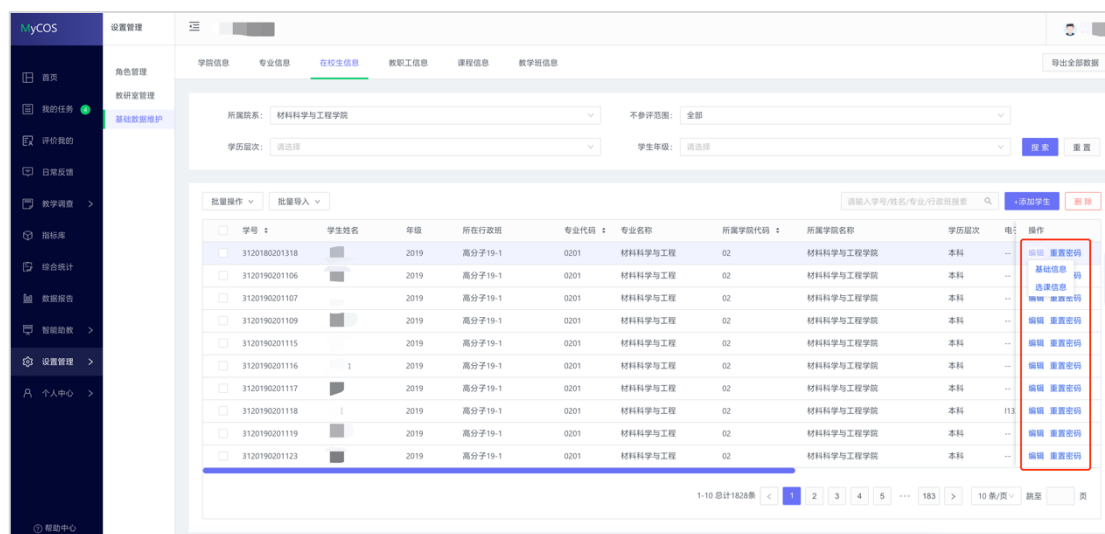 MyCOS
设置管理
首页
我的任务 4
评价我的
日常反馈
教学调查
指标库
综合统计
数据报告
智能助教
设置管理
个人中心
帮助中心
角色管理
教研室管理
基础数据维护
学院信息 专业信息 在校生信息 教职工信息 课程信息 教学班信息 导出全部数据
所属院系: 材料科学与工程学院 不参评范围: 全部
学历层次: 请选择 学生年级: 请选择 搜索 重置
批量操作 批量导入 请输入学号/姓名/专业/行政班搜索 +添加学生 删除
学号 学生姓名 年级 所在行政班 专业代码 专业名称 所属学院代码 所属学院名称 学历层次 电子 操作
3120180201318 2019 高分子19-1 0201 材料科学与工程 02 材料科学与工程学院 本科 -- 编辑 重置密码
3120190201106 2019 高分子19-1 0201 材料科学与工程 02 材料科学与工程学院 本科 -- 基础信息 码
3120190201107 2019 高分子19-1 0201 材料科学与工程 02 材料科学与工程学院 本科 -- 选课信息 编辑 重置密码
3120190201109 2019 高分子19-1 0201 材料科学与工程 02 材料科学与工程学院 本科 -- 编辑 重置密码
3120190201115 2019 高分子19-1 0201 材料科学与工程 02 材料科学与工程学院 本科 -- 编辑 重置密码
3120190201116 2019 高分子19-1 0201 材料科学与工程 02 材料科学与工程学院 本科 -- 编辑 重置密码
3120190201117 2019 高分子19-1 0201 材料科学与工程 02 材料科学与工程学院 本科 -- 编辑 重置密码
3120190201118 2019 高分子19-1 0201 材料科学与工程 02 材料科学与工程学院 本科 113 编辑 重置密码
3120190201119 2019 高分子19-1 0201 材料科学与工程 02 材料科学与工程学院 本科 -- 编辑 重置密码
3120190201123 2019 高分子19-1 0201 材料科学与工程 02 材料科学与工程学院 本科 -- 编辑 重置密码
1-10 总计1828条 < 1 2 3 4 5 ··· 183 > 10 条/页 跳至 页